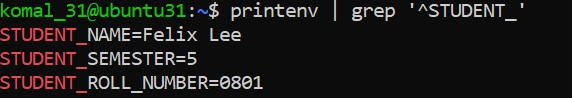 komal_31@ubuntu31:~$ printenv | grep '^STUDENT_'
STUDENT_NAME=Felix Lee
STUDENT_SEMESTER=5
STUDENT_ROLL_NUMBER=0801